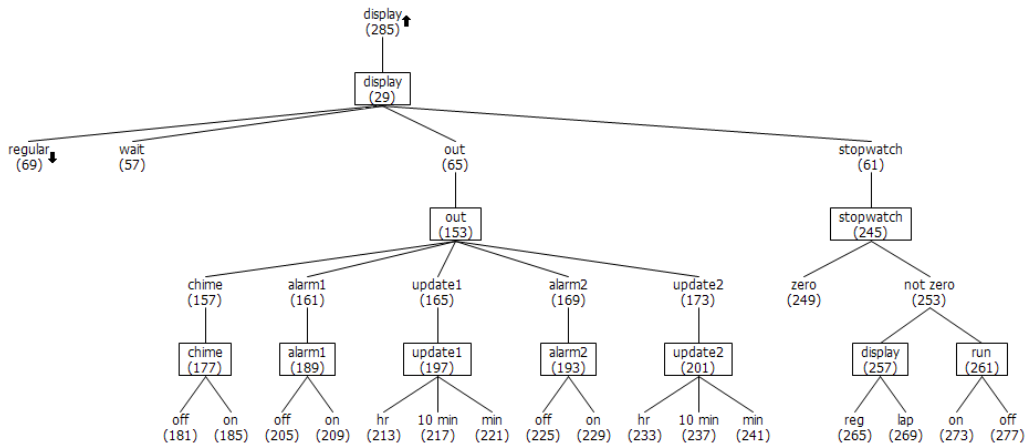 display
(285)
display
(29)
regular wait out stopwatch
(69) (57) (65) (61)
out stopwatch
(153) (245)
chime alarm1 update1 alarm2 update2 zero not zero
(157) (161) (165) (169) (173) (249) (253)
chime alarm1 update1 alarm2 update2 display run
(177) (189) (197) (193) (201) (257) (261)
off on off on hr 10 min min off on hr 10 min min reg lap on off
(181) (185) (205) (209) (213) (217) (221) (225) (229) (233) (237) (241) (265) (269) (273) (277)